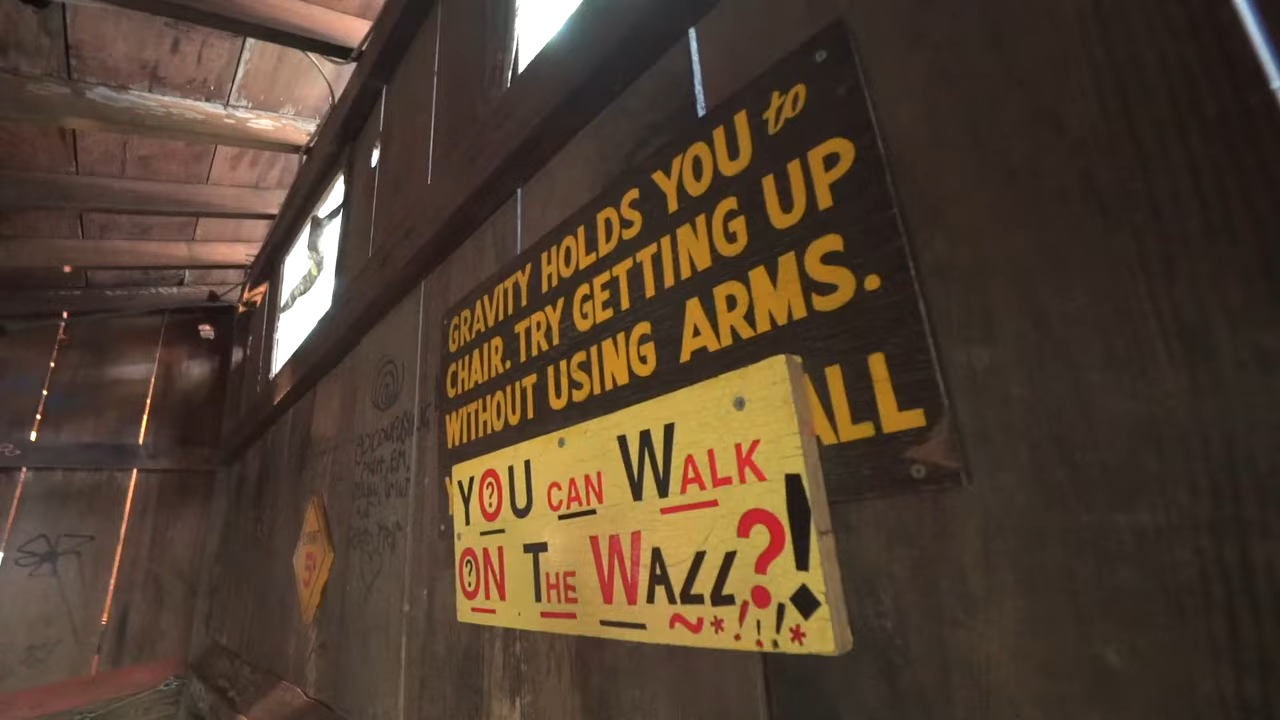 GRAVITY HOLDS YOU to
CHAIR. TRY GETTING UP
WITHOUT USING ARMS.
ALL
YOU CAN WALK
ON THE WALL?!
~*!!!*